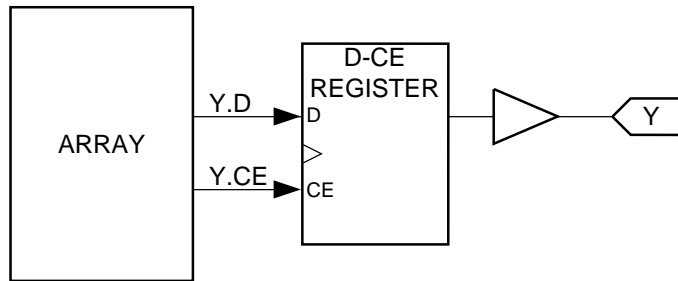 D-CE
REGISTER
Y.D
D
Y
ARRAY
Y.CE
CE